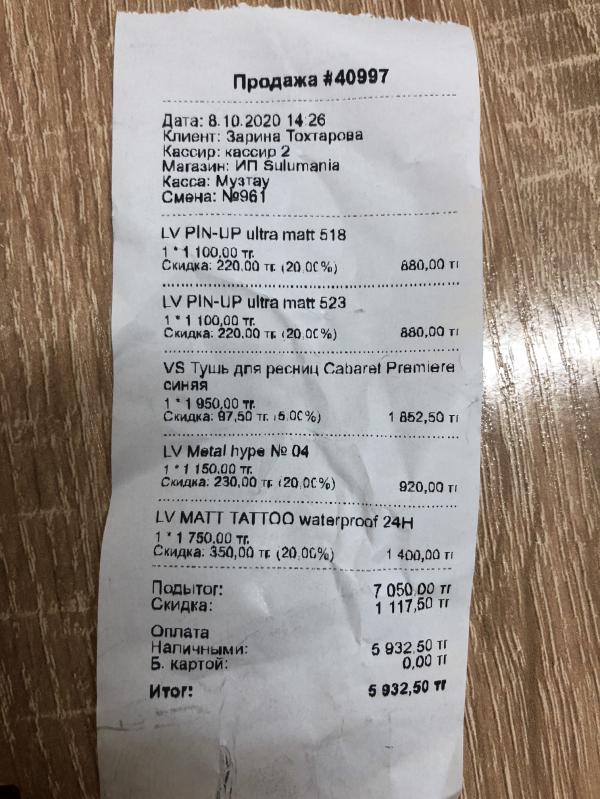 Продажа #40997
Дата: 8.10.2020 14:26
Клиент: Зарина Тохтарова
Кассир: кассир 2
Магазин: ИП Sulumania
Касса: Музтау
Смена: №961
LV PIN-UP ultra matt 518
1 * 1 100,00 тг.
Скидка: 220,00 тг. (20,00%) 880,00 тг
LV PIN-UP ultra matt 523
1 * 1 100,00 тг.
Скидка: 220,00 тг. (20,00%) 880,00 тг
VS Тушь для ресниц Cabaret Premiere
синяя
1 * 1 950,00 тг.
Скидка: 97,50 тг. (5,00%) 1 852,50 тг
LV Metal hype № 04
1 * 1 150,00 тг.
Скидка: 230,00 тг. (20,00%) 920,00 тг
LV MATT TATTOO waterproof 24H
1 * 1 750,00 тг.
Скидка: 350,00 тг. (20,00%) 1 400,00 тг
Подытог: 7 050,00 тг
Скидка: 1 117,50 тг
Оплата
Наличными: 5 932,50 тг
Б. картой: 0,00 тг
Итог: 5 932,50 тг